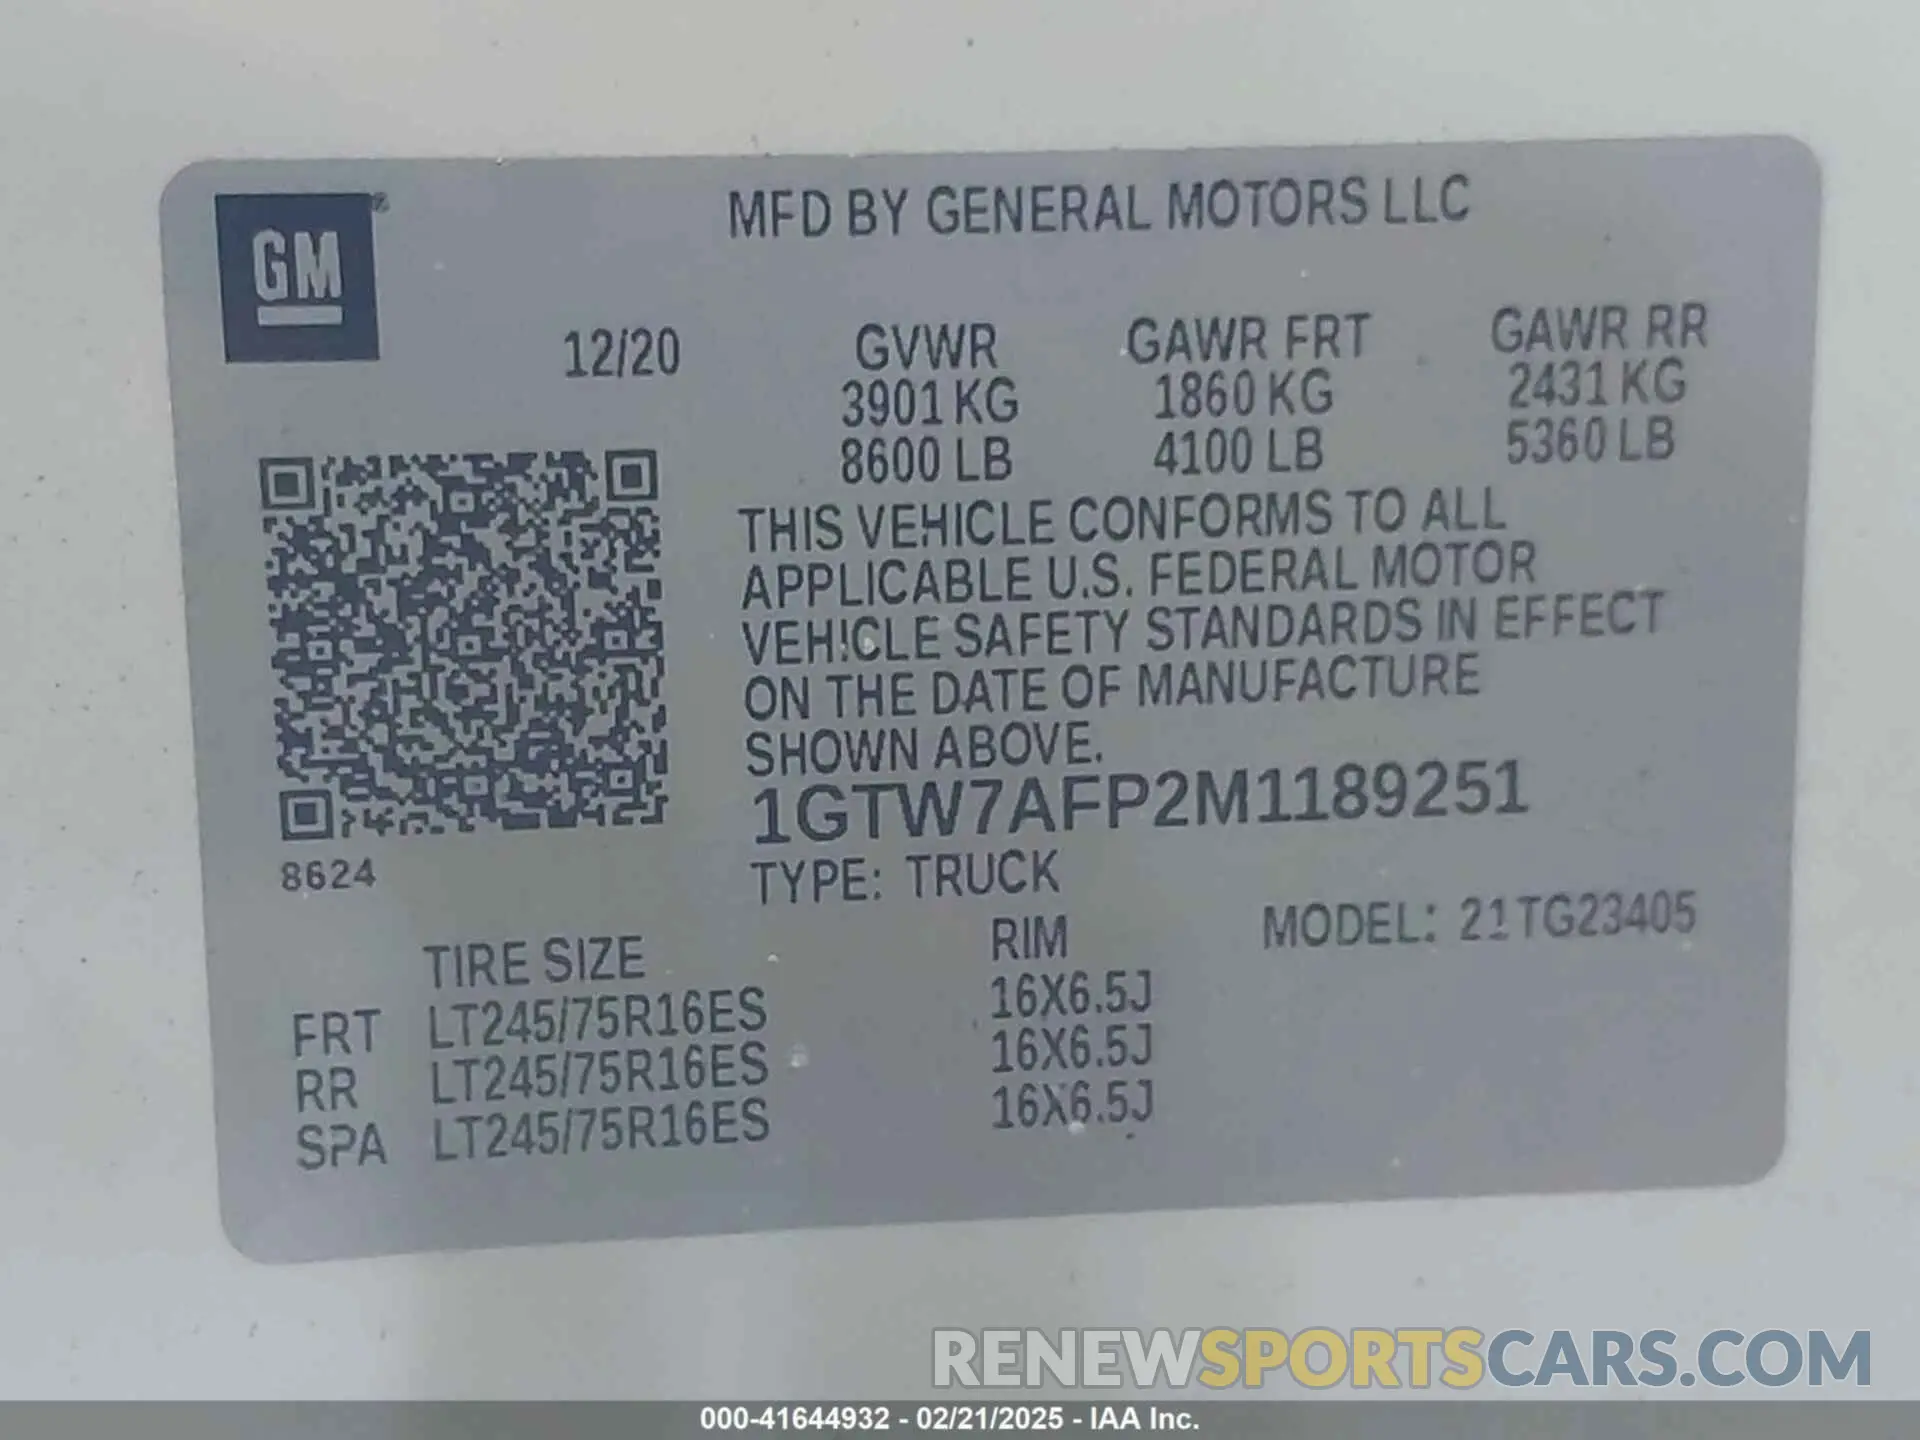 MFD BY GENERAL MOTORS LLC
GM®
12/20 GVWR GAWR FRT GAWR RR
3901 KG 1860 KG 2431 KG
8600 LB 4100 LB 5360 LB
THIS VEHICLE CONFORMS TO ALL
APPLICABLE U.S. FEDERAL MOTOR
VEHICLE SAFETY STANDARDS IN EFFECT
ON THE DATE OF MANUFACTURE
SHOWN ABOVE.
1GTW7AFP2M1189251
8624
TYPE: TRUCK
MODEL: 21TG23405
TIRE SIZE RIM
FRT LT245/75R16ES 16X6.5J
RR LT245/75R16ES 16X6.5J
SPA LT245/75R16ES 16X6.5J
RENEWSPORTSCARS.COM
000-41644932 - 02/21/2025 - IAA Inc.